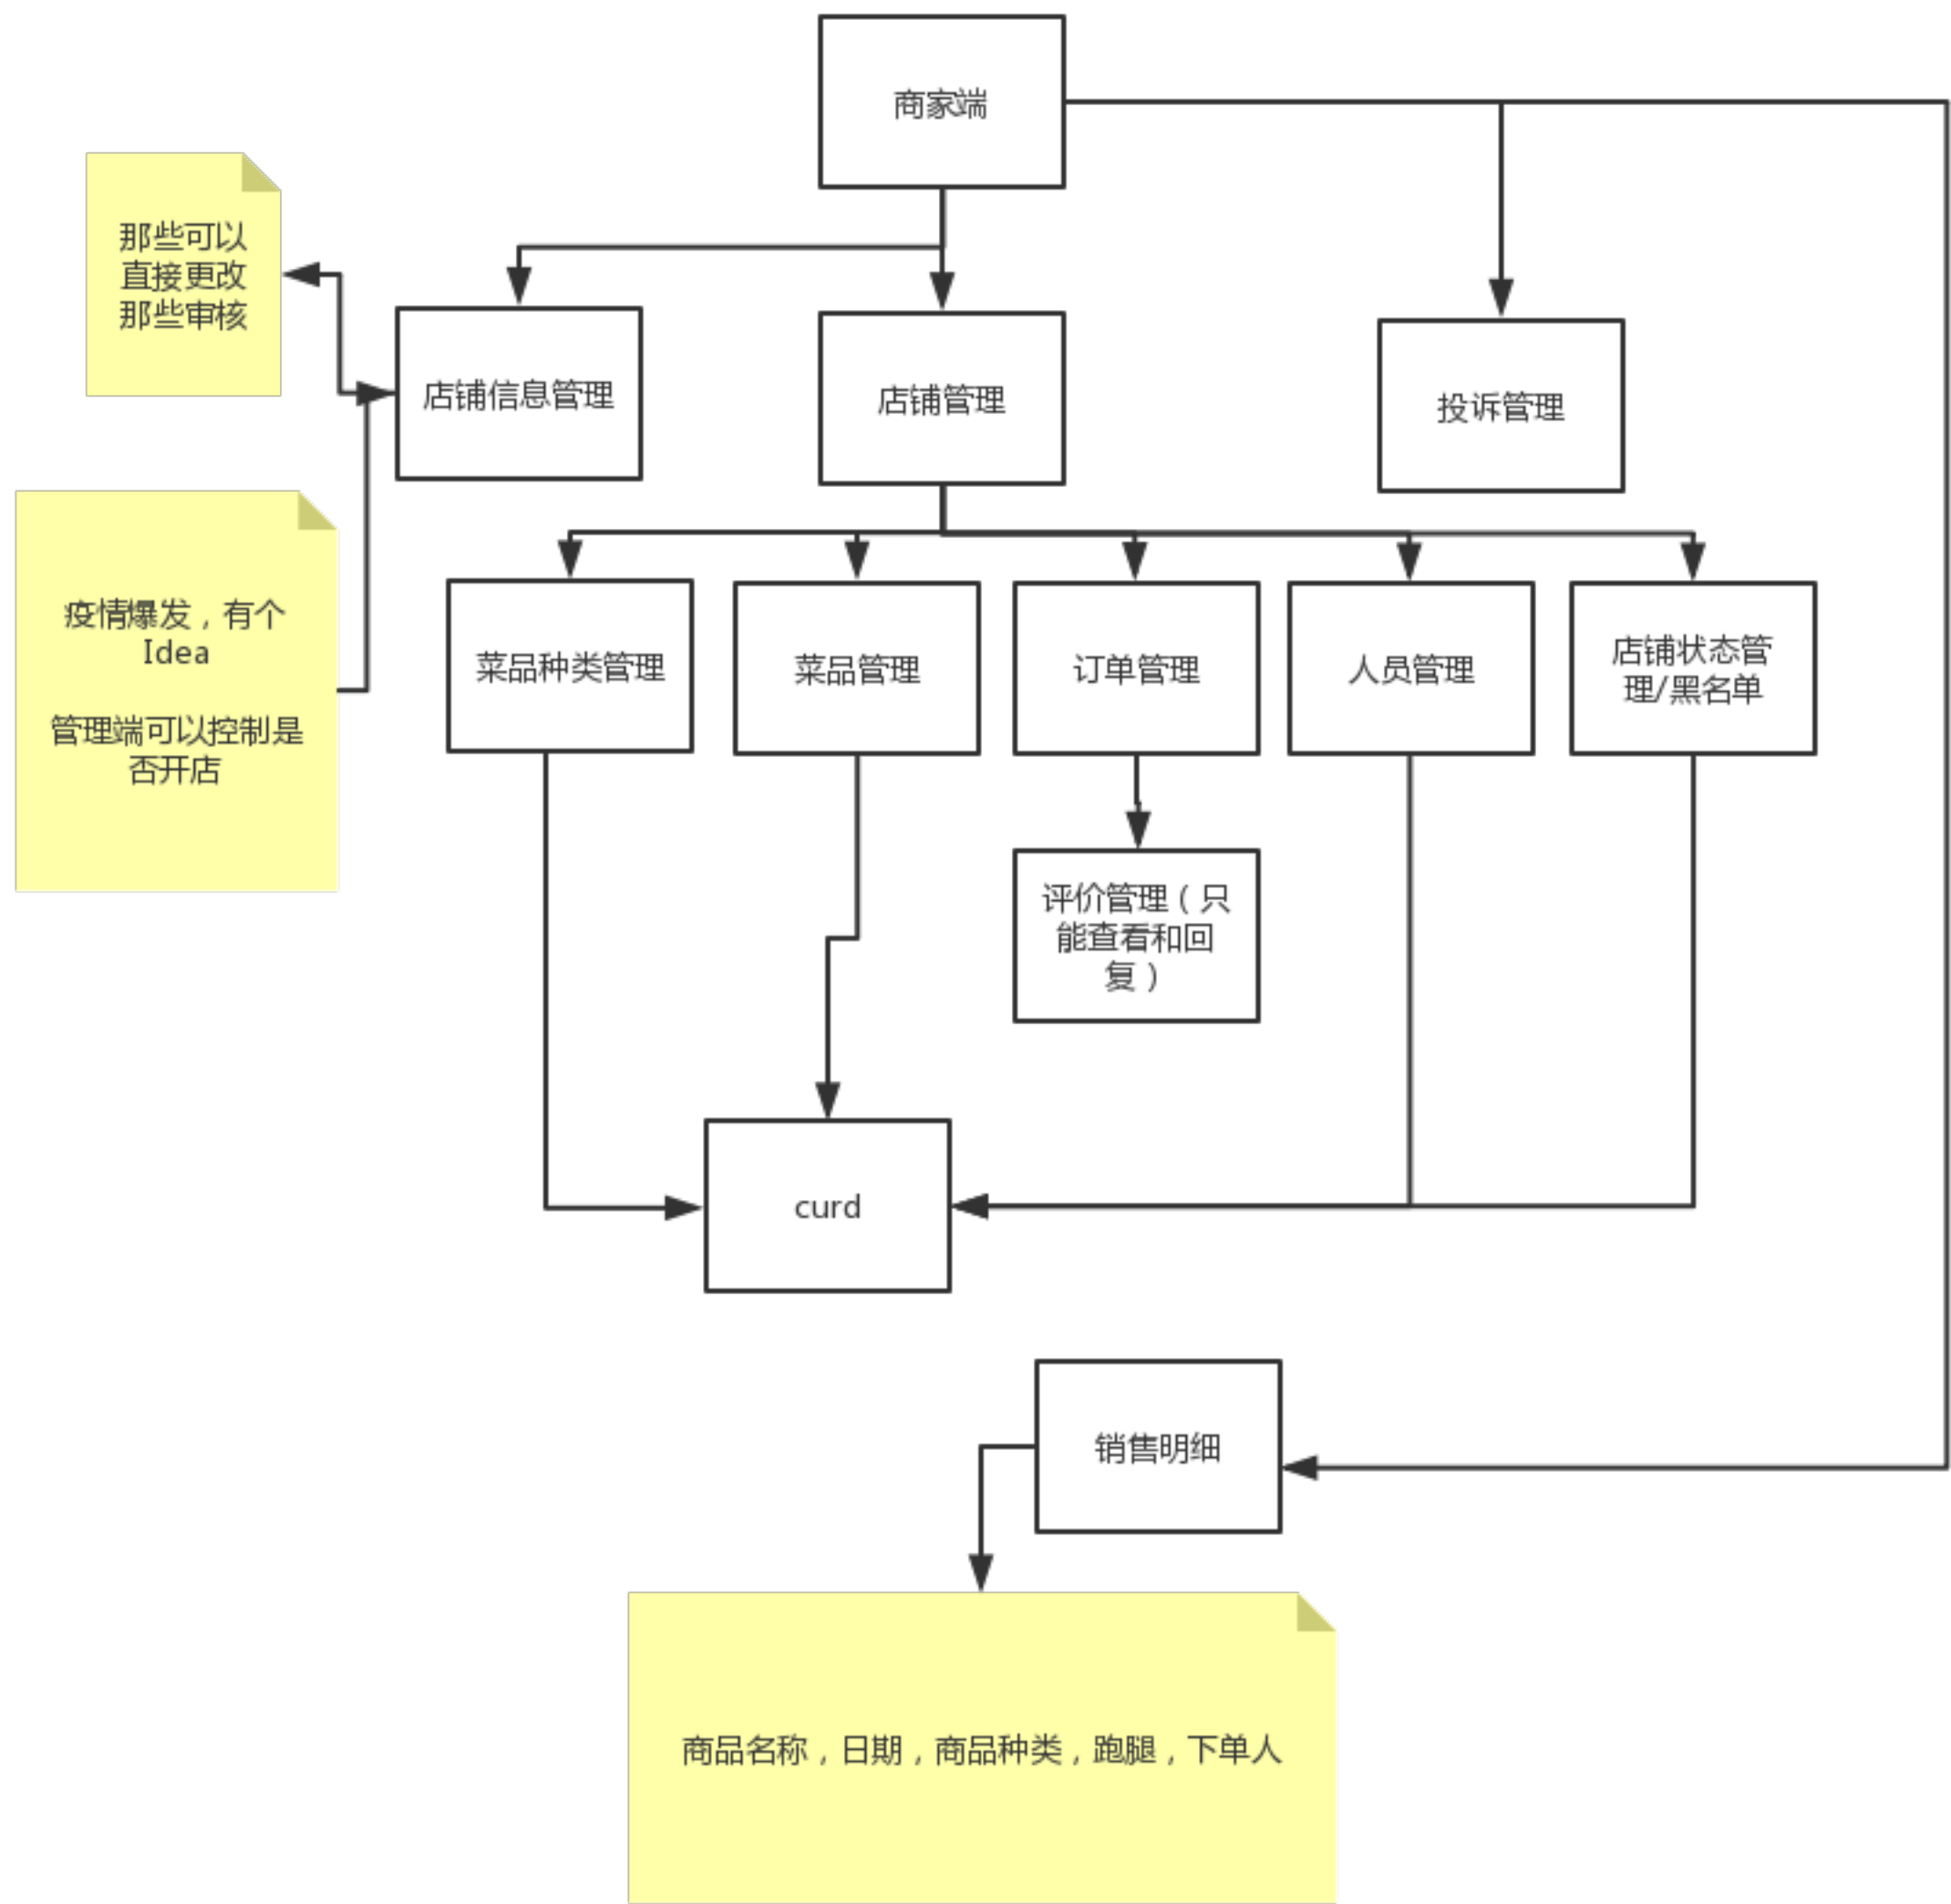 商家端
那些可以
直接更改
那些审核
店铺信息管理
店铺管理
投诉管理
疫情爆发，有个
Idea
管理端可以控制是
否开店
菜品种类管理
菜品管理
订单管理
人员管理
店铺状态管
理/黑名单
评价管理（只
能查看和回
复）
curd
销售明细
商品名称，日期，商品种类，跑腿，下单人